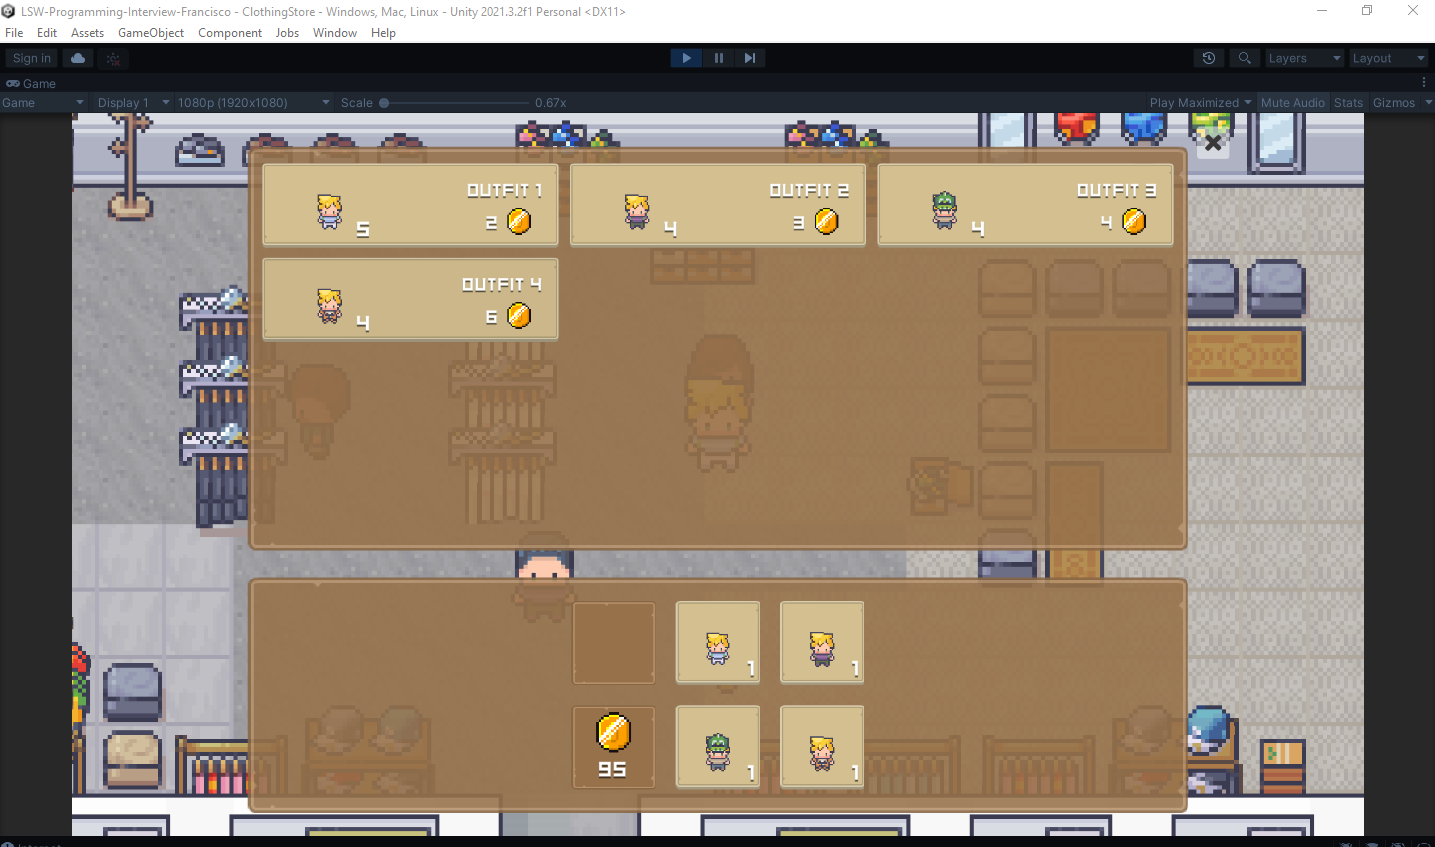 LSW-Programming-Interview-Francisco - ClothingStore - Windows, Mac, Linux - Unity 2021.3.2f1 Personal <DX11>
File Edit Assets GameObject Component Jobs Window Help
Sign in Layers Layout
Game
Game Display 1 1080p (1920x1080) Scale 0.67x Play Maximized Mute Audio Stats Gizmos
OUTFIT 1 OUTFIT 2 OUTFIT 3
5 2 4 3 4 4
OUTFIT 4
4 6
1 1
95 1 1